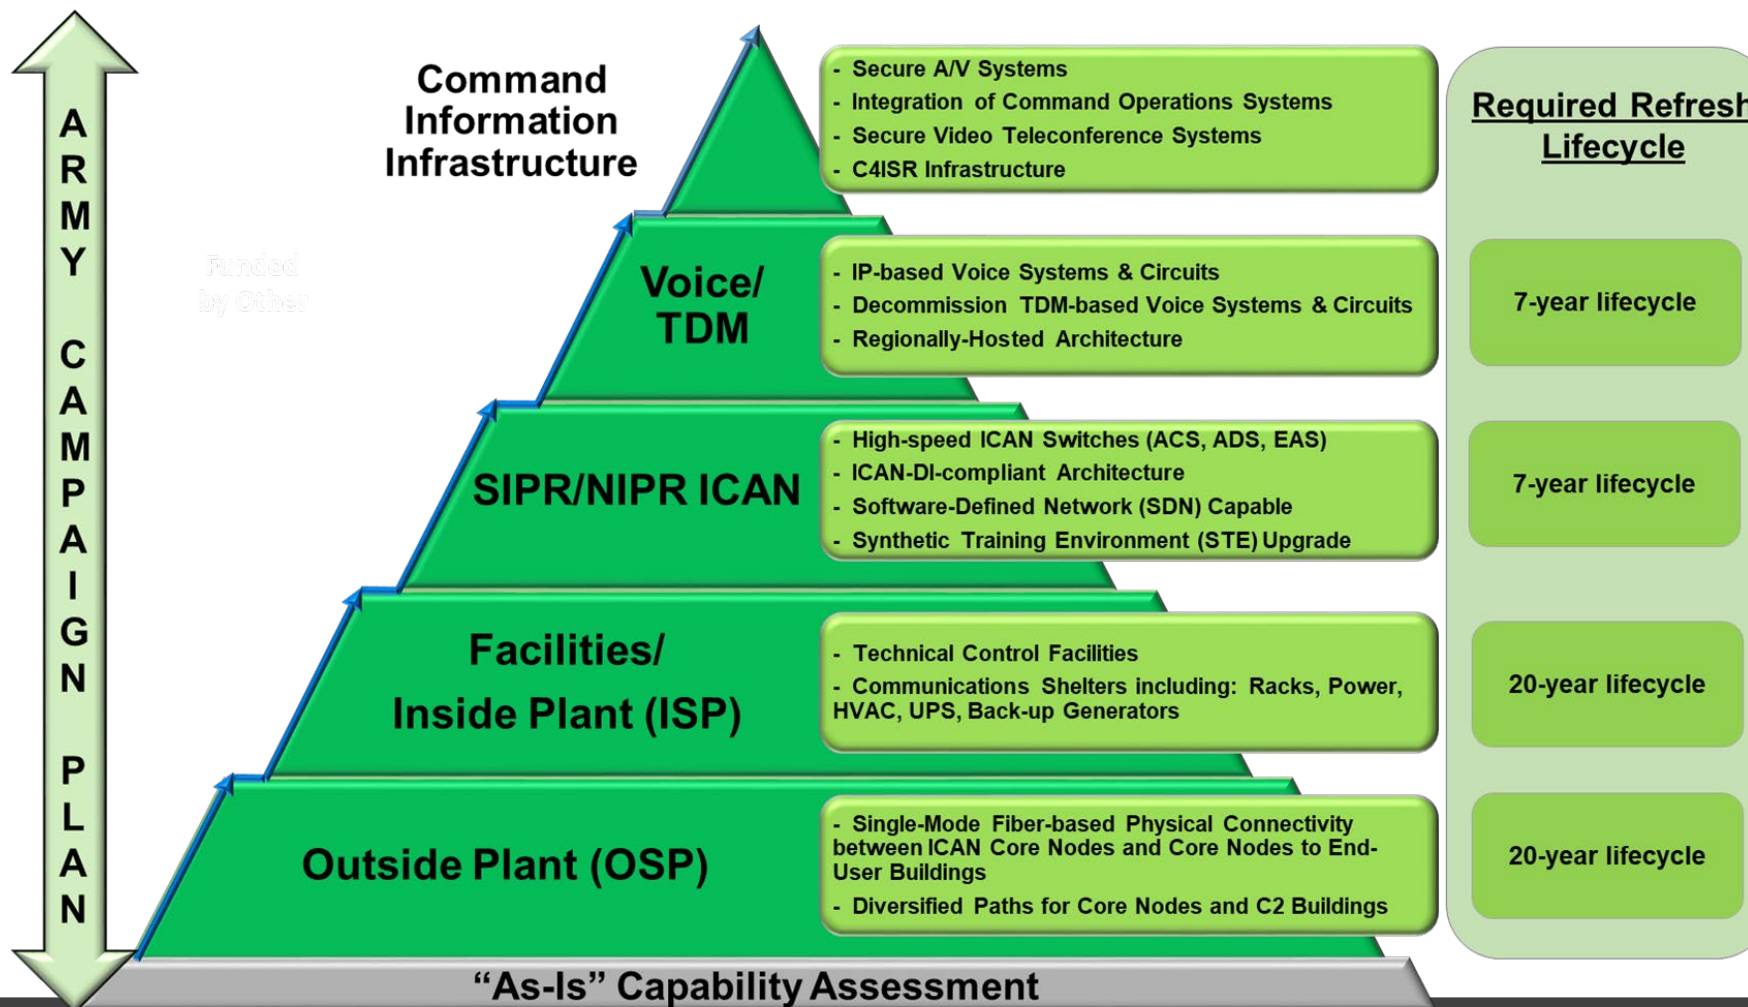 ARMY CAMPAIGN PLAN
Command
Information
Infrastructure
- Secure A/V Systems
- Integration of Command Operations Systems
- Secure Video Teleconference Systems
- C4ISR Infrastructure
Required Refresh
Lifecycle
Funded
by Other
Voice/
TDM
- IP-based Voice Systems & Circuits
- Decommission TDM-based Voice Systems & Circuits
- Regionally-Hosted Architecture
7-year lifecycle
SIPR/NIPR ICAN
- High-speed ICAN Switches (ACS, ADS, EAS)
- ICAN-DI-compliant Architecture
- Software-Defined Network (SDN) Capable
- Synthetic Training Environment (STE) Upgrade
7-year lifecycle
Facilities/
Inside Plant (ISP)
- Technical Control Facilities
- Communications Shelters including: Racks, Power,
HVAC, UPS, Back-up Generators
20-year lifecycle
Outside Plant (OSP)
- Single-Mode Fiber-based Physical Connectivity
between ICAN Core Nodes and Core Nodes to End-
User Buildings
- Diversified Paths for Core Nodes and C2 Buildings
20-year lifecycle
“As-Is” Capability Assessment